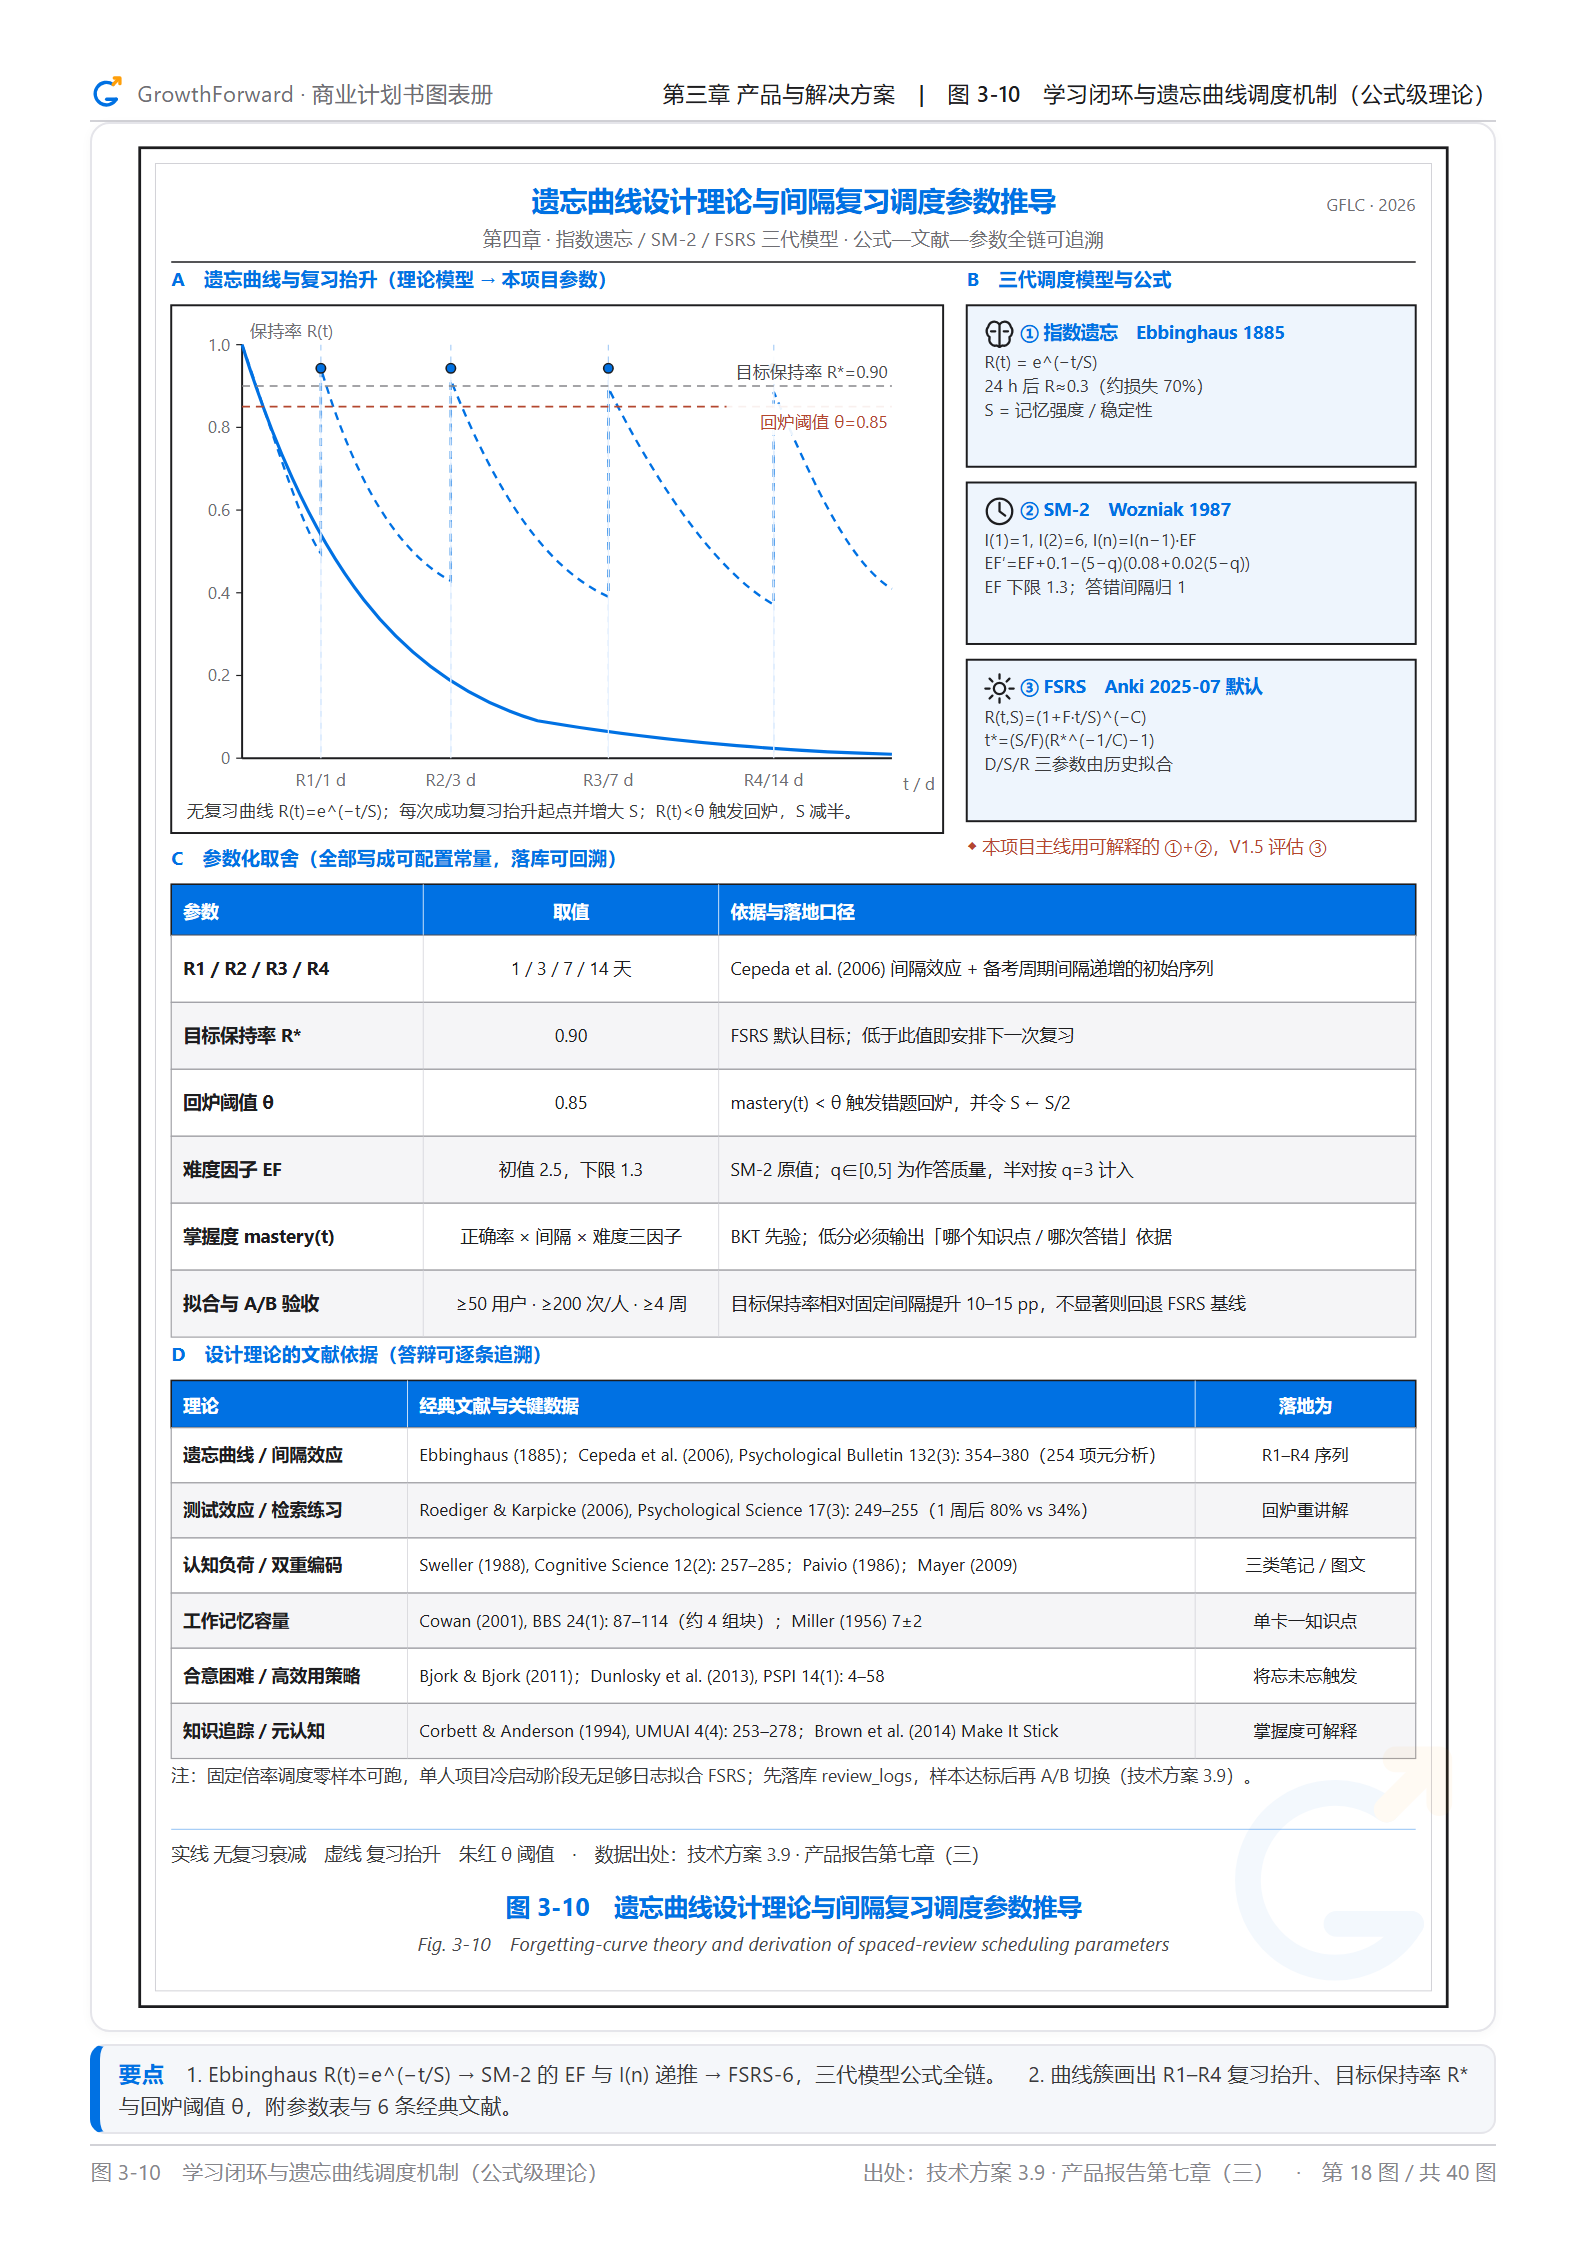 GrowthForward · 商业计划书图表册
第三章 产品与解决方案 | 图 3-10 学习闭环与遗忘曲线调度机制（公式级理论）
遗忘曲线设计理论与间隔复习调度参数推导
GFLC · 2026
第四章 · 指数遗忘 / SM-2 / FSRS 三代模型 · 公式—文献—参数全链可追溯
A 遗忘曲线与复习抬升（理论模型 → 本项目参数）
保持率 R(t)
1.0
0.8
0.6
0.4
0.2
0
目标保持率 R*=0.90
回炉阈值 θ=0.85
R1/1 d
R2/3 d
R3/7 d
R4/14 d
t / d
无复习曲线 R(t)=e^(−t/S)；每次成功复习抬升起点并增大 S；R(t)<θ 触发回炉，S 减半。
B 三代调度模型与公式
① 指数遗忘 Ebbinghaus 1885
R(t) = e^(−t/S)
24 h 后 R≈0.3（约损失 70%）
S = 记忆强度 / 稳定性
② SM-2 Wozniak 1987
I(1)=1, I(2)=6, I(n)=I(n−1)·EF
EF′=EF+0.1−(5−q)(0.08+0.02(5−q))
EF 下限 1.3；答错间隔归 1
③ FSRS Anki 2025-07 默认
R(t,S)=(1+F·t/S)^(−C)
t*=(S/F)(R*^(−1/C)−1)
D/S/R 三参数由历史拟合
◆ 本项目主线用可解释的 ①+②，V1.5 评估 ③
C 参数化取舍（全部写成可配置常量，落库可回溯）
参数 取值 依据与落地口径
R1 / R2 / R3 / R4 1 / 3 / 7 / 14 天 Cepeda et al. (2006) 间隔效应 + 备考周期间隔递增的初始序列
目标保持率 R* 0.90 FSRS 默认目标；低于此值即安排下一次复习
回炉阈值 θ 0.85 mastery(t) < θ 触发错题回炉，并令 S ← S/2
难度因子 EF 初值 2.5，下限 1.3 SM-2 原值；q∈[0,5] 为作答质量，半对按 q=3 计入
掌握度 mastery(t) 正确率 × 间隔 × 难度三因子 BKT 先验；低分必须输出「哪个知识点 / 哪次答错」依据
拟合与 A/B 验收 ≥50 用户 · ≥200 次/人 · ≥4 周 目标保持率相对固定间隔提升 10–15 pp，不显著则回退 FSRS 基线
D 设计理论的文献依据（答辩可逐条追溯）
理论 经典文献与关键数据 落地为
遗忘曲线 / 间隔效应 Ebbinghaus (1885)；Cepeda et al. (2006), Psychological Bulletin 132(3): 354–380（254 项元分析） R1–R4 序列
测试效应 / 检索练习 Roediger & Karpicke (2006), Psychological Science 17(3): 249–255（1 周后 80% vs 34%） 回炉重讲解
认知负荷 / 双重编码 Sweller (1988), Cognitive Science 12(2): 257–285；Paivio (1986)；Mayer (2009) 三类笔记 / 图文
工作记忆容量 Cowan (2001), BBS 24(1): 87–114（约 4 组块）；Miller (1956) 7±2 单卡一知识点
合意困难 / 高效用策略 Bjork & Bjork (2011)；Dunlosky et al. (2013), PSPI 14(1): 4–58 将忘未忘触发
知识追踪 / 元认知 Corbett & Anderson (1994), UMUAI 4(4): 253–278；Brown et al. (2014) Make It Stick 掌握度可解释
注：固定倍率调度零样本可跑，单人项目冷启动阶段无足够日志拟合 FSRS；先落库 review_logs，样本达标后再 A/B 切换（技术方案 3.9）。
实线 无复习衰减 虚线 复习抬升 朱红 θ 阈值 · 数据出处：技术方案 3.9 · 产品报告第七章（三）
图 3-10 遗忘曲线设计理论与间隔复习调度参数推导
Fig. 3-10 Forgetting-curve theory and derivation of spaced-review scheduling parameters
要点 1. Ebbinghaus R(t)=e^(−t/S) → SM-2 的 EF 与 I(n) 递推 → FSRS-6，三代模型公式全链。 2. 曲线簇画出 R1–R4 复习抬升、目标保持率 R*
与回炉阈值 θ，附参数表与 6 条经典文献。
图 3-10 学习闭环与遗忘曲线调度机制（公式级理论）
出处：技术方案 3.9 · 产品报告第七章（三） · 第 18 图 / 共 40 图